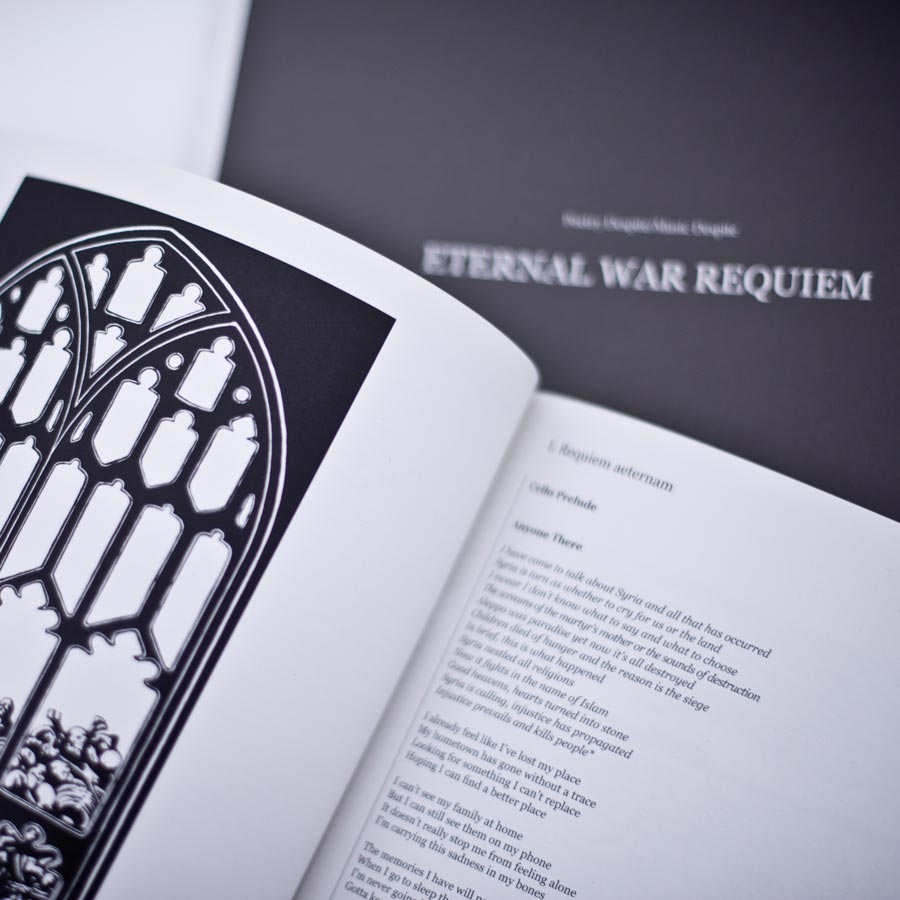 Poetry Despite/Music Despite
ETERNAL WAR REQUIEM
I. Requiem aeternam
Cello Prelude
Anyone There
I have come to talk about Syria and all that has occurred
Syria is torn as whether to cry for us or the land
I swear I don't know what to say and what to choose
The screams of the martyr's mother or the sounds of destruction
Aleppo was paradise yet now it's all destroyed
Children died of hunger and the reason is the siege
In brief, this is what happened
Syria nestled all religions
Now it fights in the name of Islam
Good heavens, hearts turned into stone
Syria is calling, injustice has propagated
Injustice prevails and kills people*
I already feel like I've lost my place
My hometown has gone without a trace
Looking for something I can't replace
Hoping I can find a better place
I can't see my family at home
But I can still see them on my phone
It doesn't really stop me from feeling alone
I'm carrying this sadness in my bones
The memories I have will
When I go to sleep
I'm never
Gotta